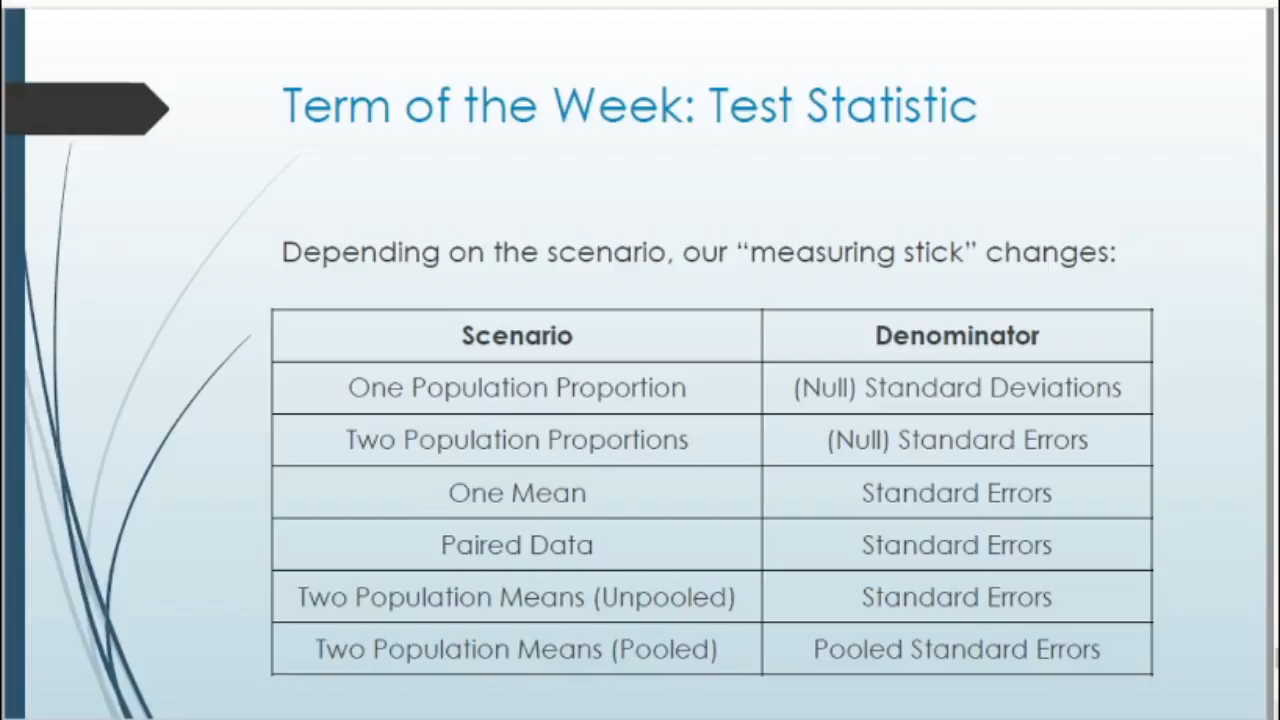 Term of the Week: Test Statistic
Depending on the scenario, our “measuring stick” changes:
Scenario Denominator
One Population Proportion (Null) Standard Deviations
Two Population Proportions (Null) Standard Errors
One Mean Standard Errors
Paired Data Standard Errors
Two Population Means (Unpooled) Standard Errors
Two Population Means (Pooled) Pooled Standard Errors